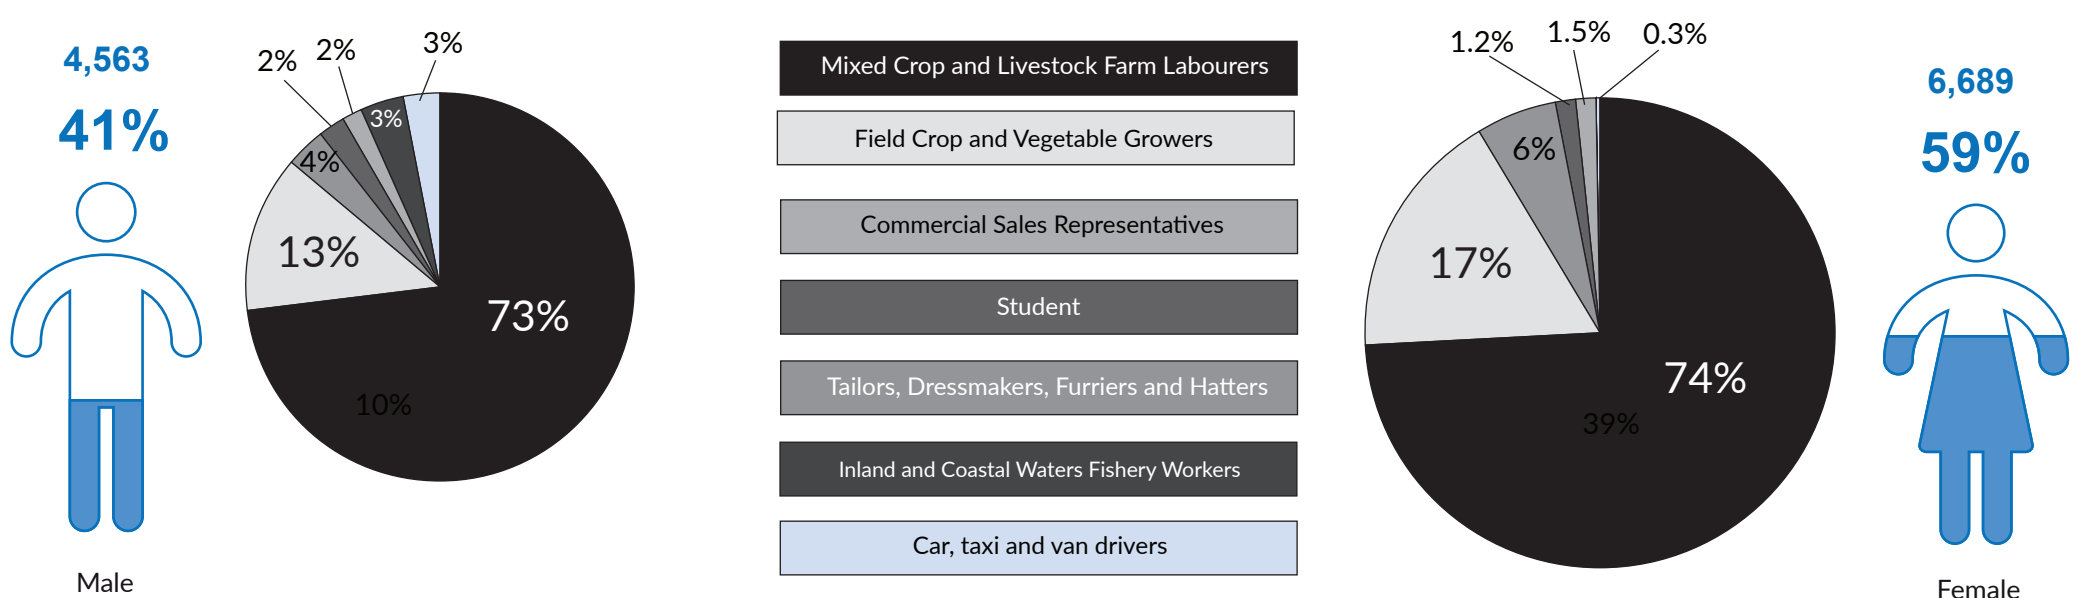 4,563
41%
Male
2%
2%
3%
3%
4%
13%
73%
10%
Mixed Crop and Livestock Farm Labourers
Field Crop and Vegetable Growers
Commercial Sales Representatives
Student
Tailors, Dressmakers, Furriers and Hatters
Inland and Coastal Waters Fishery Workers
Car, taxi and van drivers
1.2%
1.5%
0.3%
6%
17%
74%
39%
6,689
59%
Female